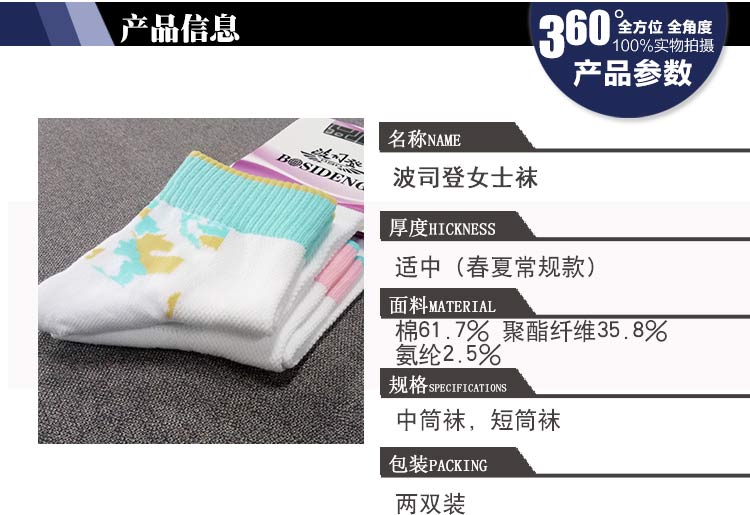 产品信息
360°全方位 全角度
100%实物拍摄
产品参数
BOSIDENG
名称NAME
波司登女士袜
厚度HICKNESS
适中（春夏常规款）
面料MATERIAL
棉61.7% 聚酯纤维35.8%
氨纶2.5%
规格SPECIFICATIONS
中筒袜，短筒袜
包装PACKING
两双装